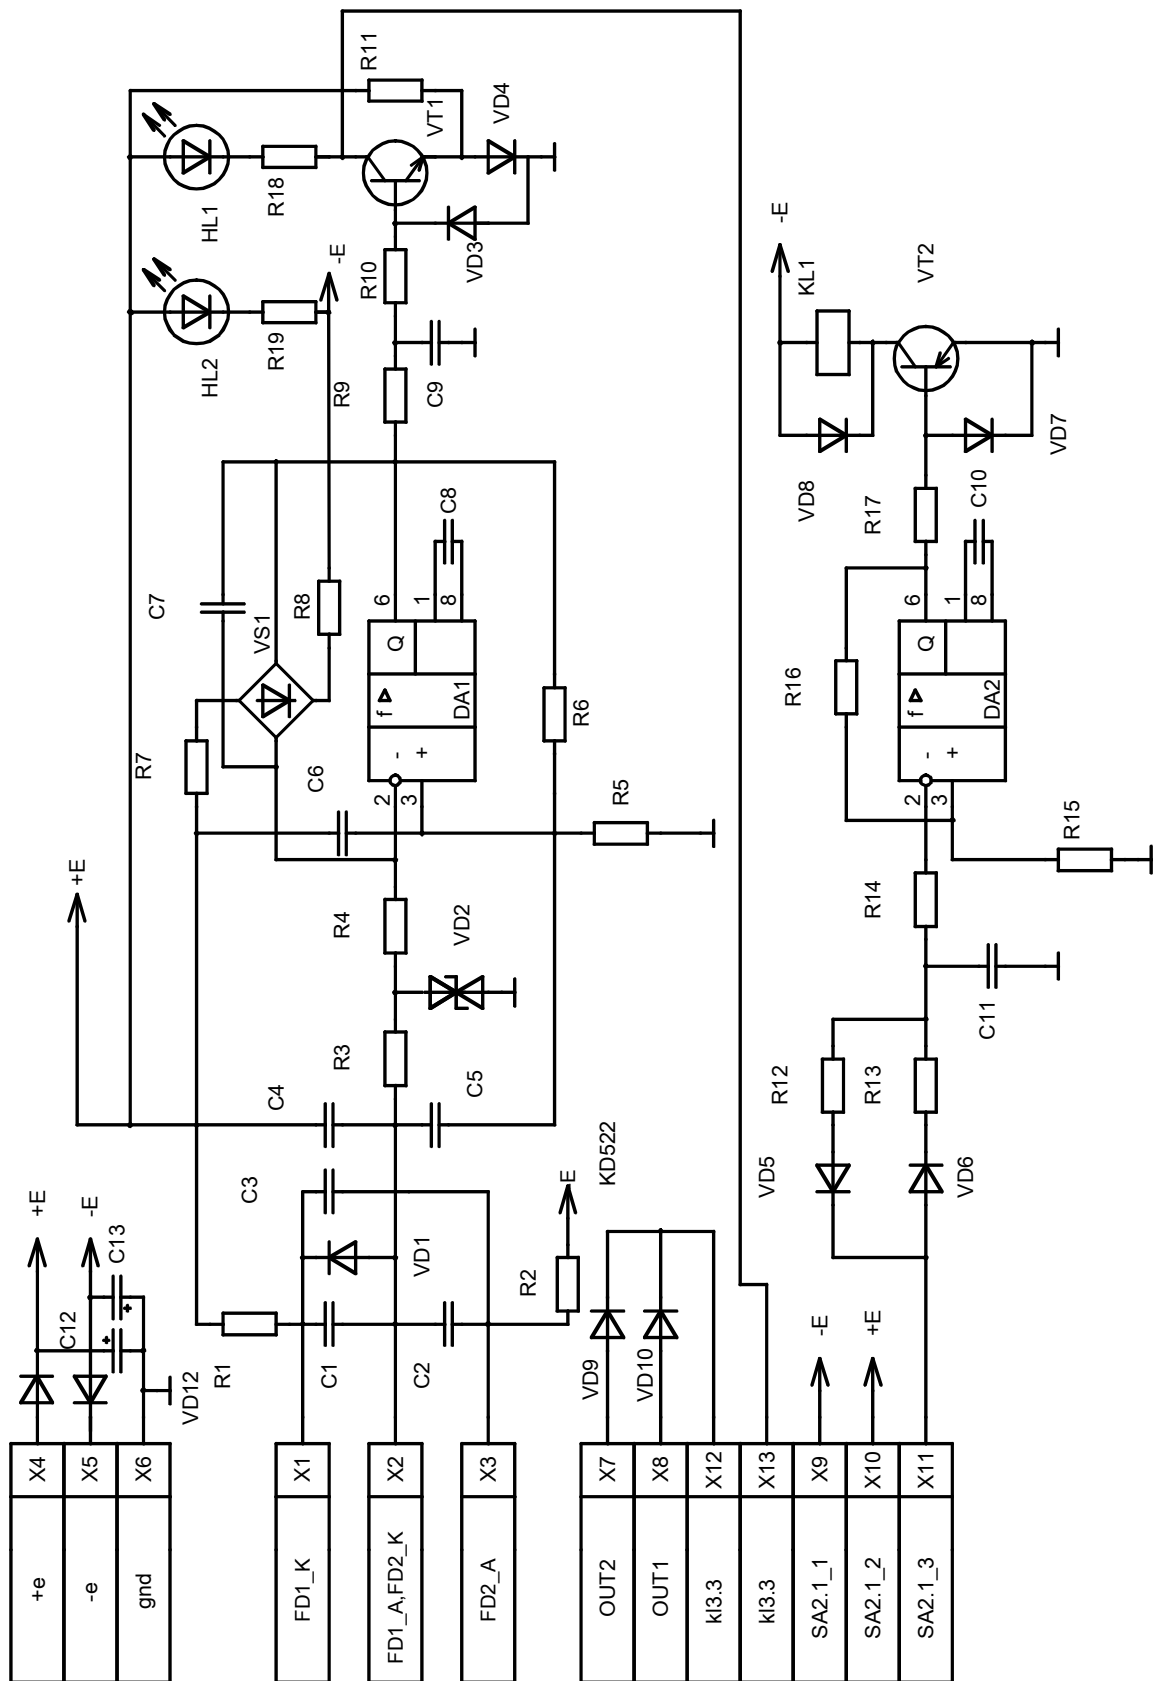 +e X4
-e X5
gnd X6
FD1_K X1
FD1_A,FD2_K X2
FD2_A X3
OUT2 X7
OUT1 X8
kl3.3 X12
kl3.3 X13
SA2.1_1 X9
SA2.1_2 X10
SA2.1_3 X11
+E
-E
C13
C12
VD12
R1
C1
C2
C3
VD1
R2
E
KD522
VD9
VD10
-E
+E
+E
C4
C5
R3
R4
VD2
C6
R7
C7
VS1
R8
R9
2
3
-
+
f
DA1
Q
6
1
8
C8
R5
R6
C9
R10
-E
R19
HL2
HL1
R18
R11
VT1
VD4
VD3
VD5
VD6
R12
R13
C11
R14
R15
R16
2
3
-
+
f
DA2
Q
6
1
8
C10
R17
VD8
VD7
KL1
-E
VT2